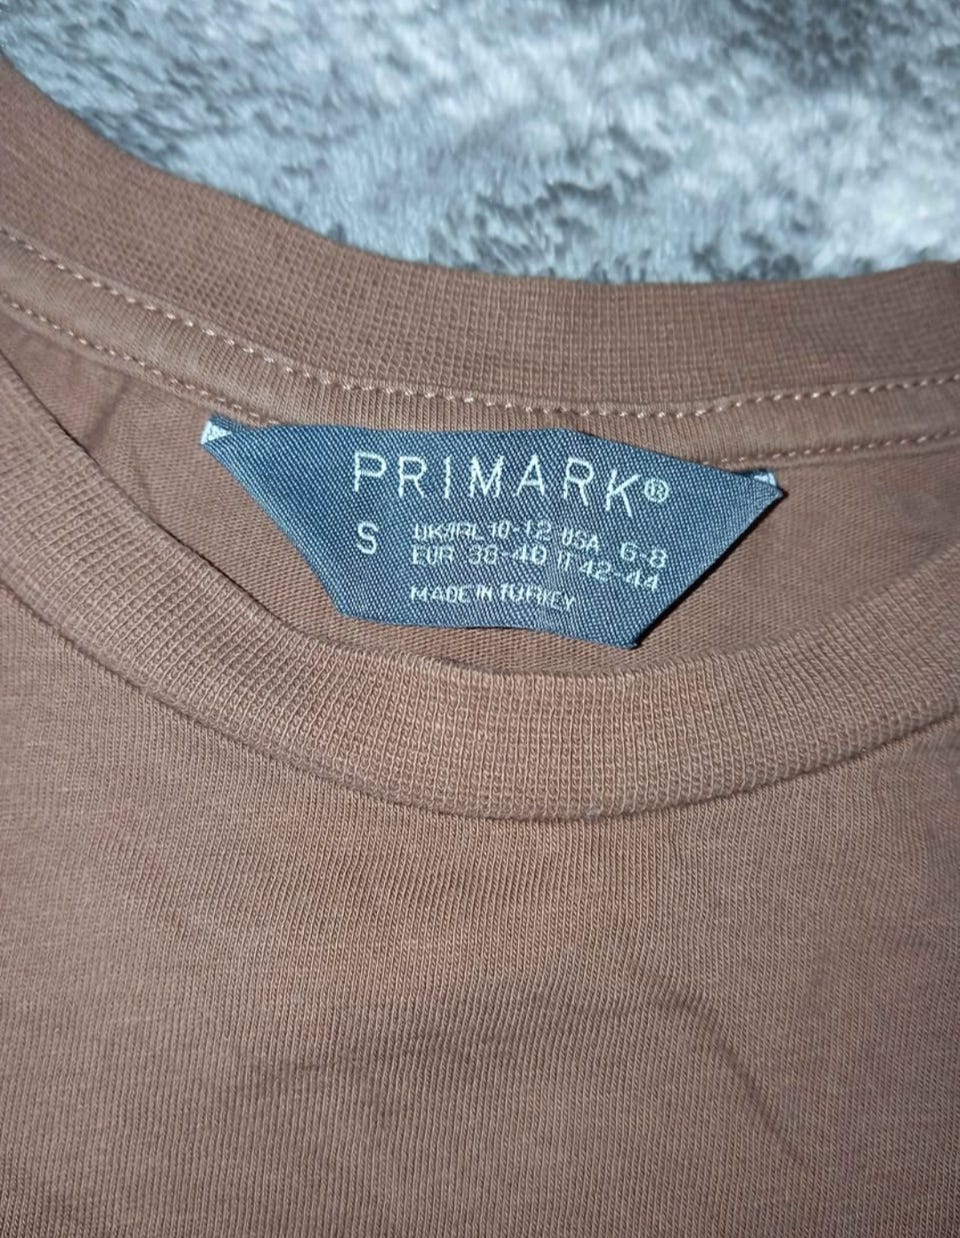 PRIMARK®
S UK/IRL 10-12 USA 6-8
EUR 38-40 IT 42-44
MADE IN TURKEY